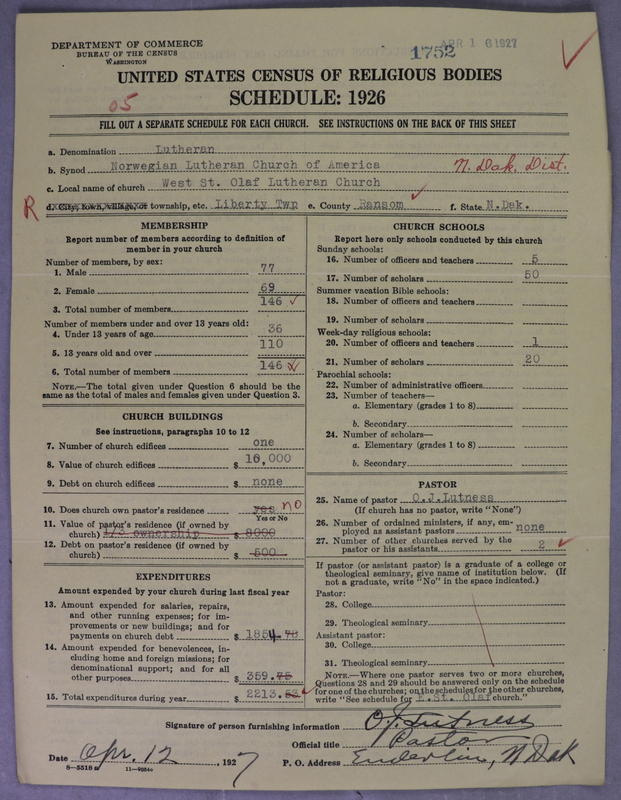 DEPARTMENT OF COMMERCE
BUREAU OF THE CENSUS
WASHINGTON
1752
APR 16 1927
UNITED STATES CENSUS OF RELIGIOUS BODIES
05
SCHEDULE: 1926
FILL OUT A SEPARATE SCHEDULE FOR EACH CHURCH. SEE INSTRUCTIONS ON THE BACK OF THIS SHEET
a. Denomination Lutheran
b. Synod Norwegian Lutheran Church of America N. Dak. Dist.
c. Local name of church West St. Olaf Lutheran Church
R d. City, town, village, or township, etc. Liberty Twp e. County Ransom f. State N.Dak.
MEMBERSHIP
Report number of members according to definition of
member in your church
Number of members, by sex:
1. Male 77
2. Female 69
3. Total number of members 146
Number of members under and over 13 years old:
4. Under 13 years of age 36
5. 13 years old and over 110
6. Total number of members 146
NOTE.—The total given under Question 6 should be the
same as the total of males and females given under Question 3.
CHURCH BUILDINGS
See instructions, paragraphs 10 to 12
7. Number of church edifices one
8. Value of church edifices $ 10,000
9. Debt on church edifices $ none
10. Does church own pastor's residence yes no
Yes or No
11. Value of pastor's residence (if owned by
church) 1/3 ownership $ 8000
12. Debt on pastor's residence (if owned by
church) $ 500
EXPENDITURES
Amount expended by your church during last fiscal year
13. Amount expended for salaries, repairs,
and other running expenses; for im-
provements or new buildings; and for
payments on church debt $ 1854.78
14. Amount expended for benevolences, in-
cluding home and foreign missions; for
denominational support; and for all
other purposes $ 359.75
15. Total expenditures during year $ 2213.53
CHURCH SCHOOLS
Report here only schools conducted by this church
Sunday schools:
16. Number of officers and teachers 5
17. Number of scholars 50
Summer vacation Bible schools:
18. Number of officers and teachers
19. Number of scholars
Week-day religious schools:
20. Number of officers and teachers 1
21. Number of scholars 20
Parochial schools:
22. Number of administrative officers
23. Number of teachers—
a. Elementary (grades 1 to 8)
b. Secondary
24. Number of scholars—
a. Elementary (grades 1 to 8)
b. Secondary
PASTOR
25. Name of pastor O.J.Lutness
(If church has no pastor, write "None")
26. Number of ordained ministers, if any, em-
ployed as assistant pastors none
27. Number of other churches served by the
pastor or his assistants 2
If pastor (or assistant pastor) is a graduate of a college or
theological seminary, give name of institution below. (If
not a graduate, write "No" in the space indicated.)
Pastor:
28. College
29. Theological seminary
Assistant pastor:
30. College
31. Theological seminary
NOTE.—Where one pastor serves two or more churches,
Questions 28 and 29 should be answered only on the schedule
for one of the churches; on the schedules for the other churches,
write "See schedule for E.St. Olaf church."
Signature of person furnishing information O.J. Lutness
Official title Pastor
Date Apr. 12, 1927 P. O. Address Enderlin, N Dak
8—5518 a 11—9254